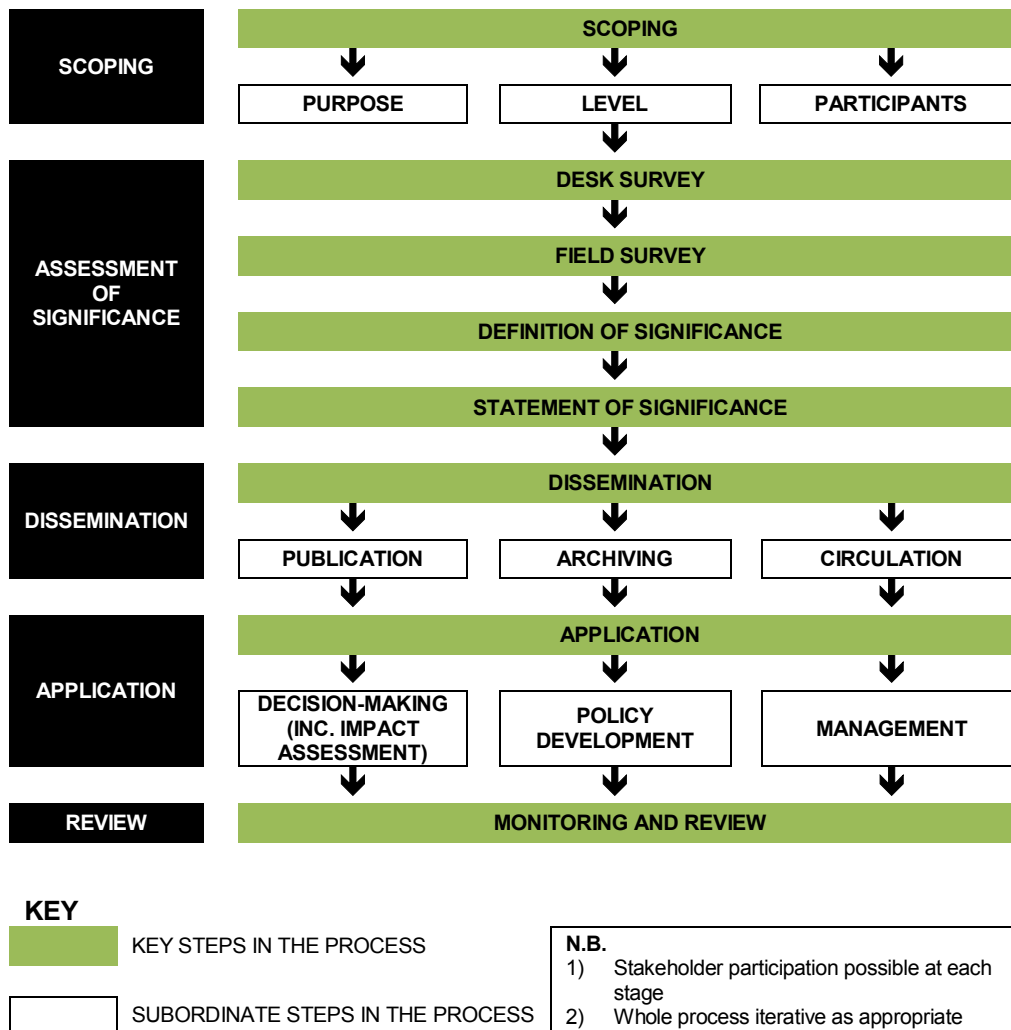 SCOPING
SCOPING
PURPOSE
LEVEL
PARTICIPANTS
ASSESSMENT
OF
SIGNIFICANCE
DESK SURVEY
FIELD SURVEY
DEFINITION OF SIGNIFICANCE
STATEMENT OF SIGNIFICANCE
DISSEMINATION
DISSEMINATION
PUBLICATION
ARCHIVING
CIRCULATION
APPLICATION
APPLICATION
DECISION-MAKING
(INC. IMPACT
ASSESSMENT)
POLICY
DEVELOPMENT
MANAGEMENT
REVIEW
MONITORING AND REVIEW
KEY
KEY STEPS IN THE PROCESS
SUBORDINATE STEPS IN THE PROCESS
N.B.
1) Stakeholder participation possible at each
stage
2) Whole process iterative as appropriate